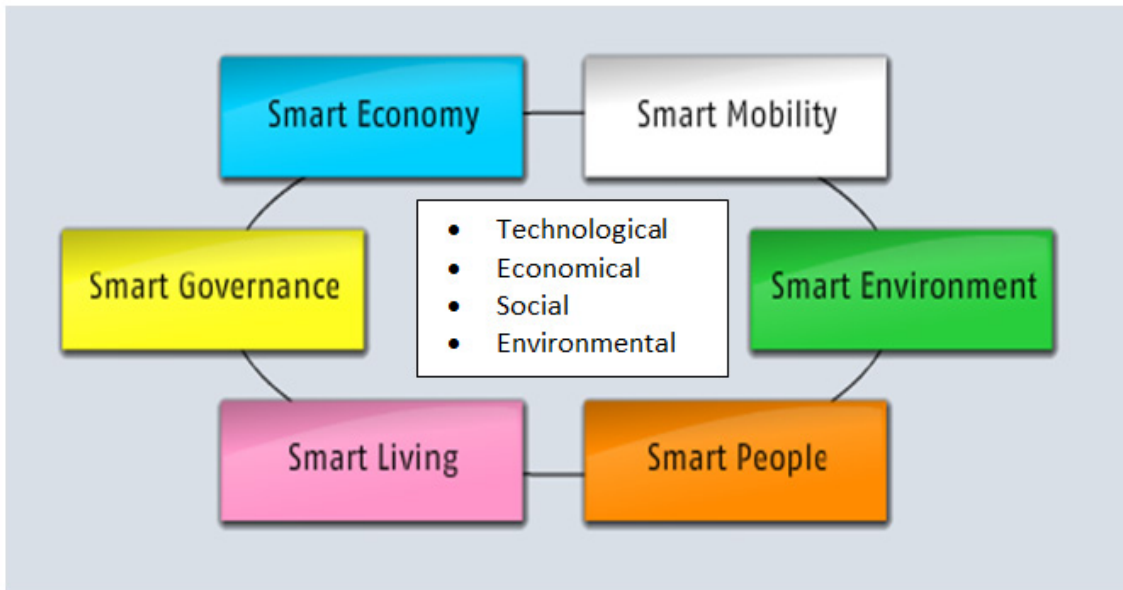 Smart Economy
Smart Mobility
Smart Governance
• Technological
• Economical
• Social
• Environmental
Smart Environment
Smart Living
Smart People